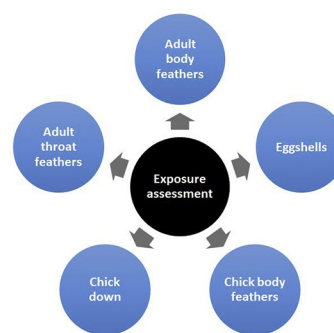 Adult
body
feathers
Adult
throat
feathers
Eggshells
Exposure
assessment
Chick
down
Chick body
feathers